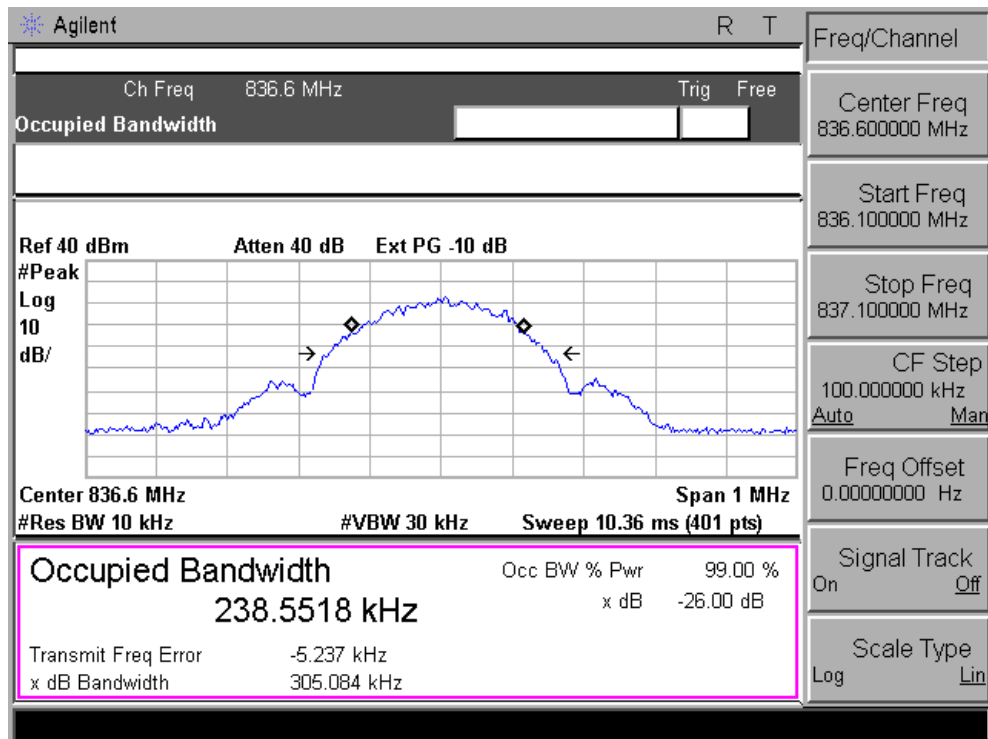 Agilent R T
Ch Freq 836.6 MHz Trig Free
Occupied Bandwidth
Ref 40 dBm Atten 40 dB Ext PG -10 dB
#Peak
Log
10
dB/
Center 836.6 MHz Span 1 MHz
#Res BW 10 kHz #VBW 30 kHz Sweep 10.36 ms (401 pts)
Occupied Bandwidth Occ BW % Pwr 99.00 %
238.5518 kHz x dB -26.00 dB
Transmit Freq Error -5.237 kHz
x dB Bandwidth 305.084 kHz
Freq/Channel
Center Freq
836.600000 MHz
Start Freq
836.100000 MHz
Stop Freq
837.100000 MHz
CF Step
100.000000 kHz
Auto Man
Freq Offset
0.00000000 Hz
Signal Track
On Off
Scale Type
Log Lin